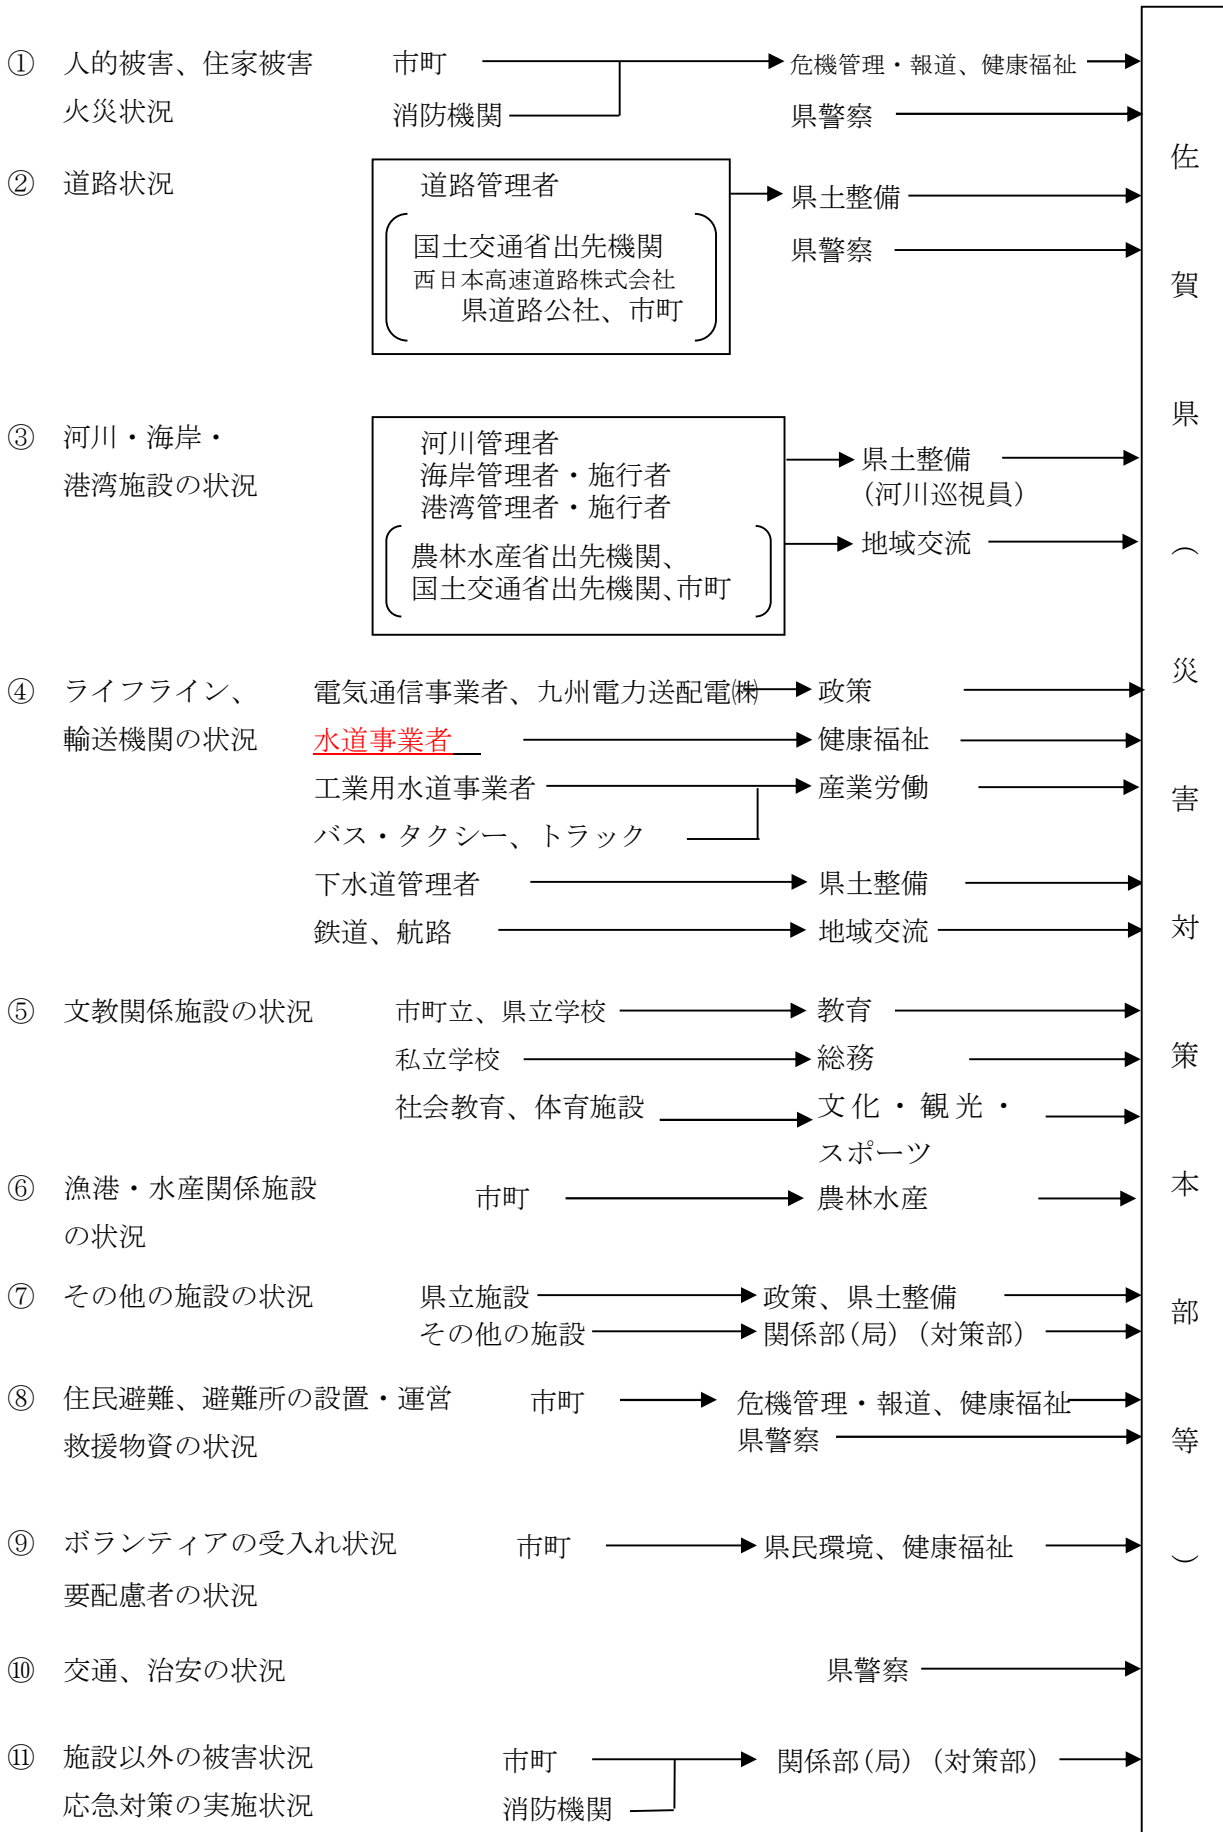 ① 人的被害、住家被害 市町 危機管理・報道、健康福祉
火災状況 消防機関 県警察
② 道路状況 道路管理者 県土整備
国土交通省出先機関 県警察
西日本高速道路株式会社
県道路公社、市町
③ 河川・海岸・ 河川管理者 県土整備
海岸管理者・施行者 (河川巡視員)
港湾施設の状況 港湾管理者・施行者
農林水産省出先機関、 地域交流
国土交通省出先機関、市町
④ ライフライン、 電気通信事業者、九州電力送配電㈱ 政策
輸送機関の状況 水道事業者 健康福祉
工業用水道事業者 産業労働
バス・タクシー、トラック
下水道管理者 県土整備
鉄道、航路 地域交流
⑤ 文教関係施設の状況 市町立、県立学校 教育
私立学校 総務
社会教育、体育施設 文化・観光・
スポーツ
⑥ 漁港・水産関係施設 市町 農林水産
の状況
⑦ その他の施設の状況 県立施設 政策、県土整備
その他の施設 関係部(局)(対策部)
⑧ 住民避難、避難所の設置・運営 市町 危機管理・報道、健康福祉
救援物資の状況 県警察
⑨ ボランティアの受入れ状況 市町 県民環境、健康福祉
要配慮者の状況
⑩ 交通、治安の状況 県警察
⑪ 施設以外の被害状況 市町 関係部(局)(対策部)
応急対策の実施状況 消防機関
佐賀県（災害対策本部等）